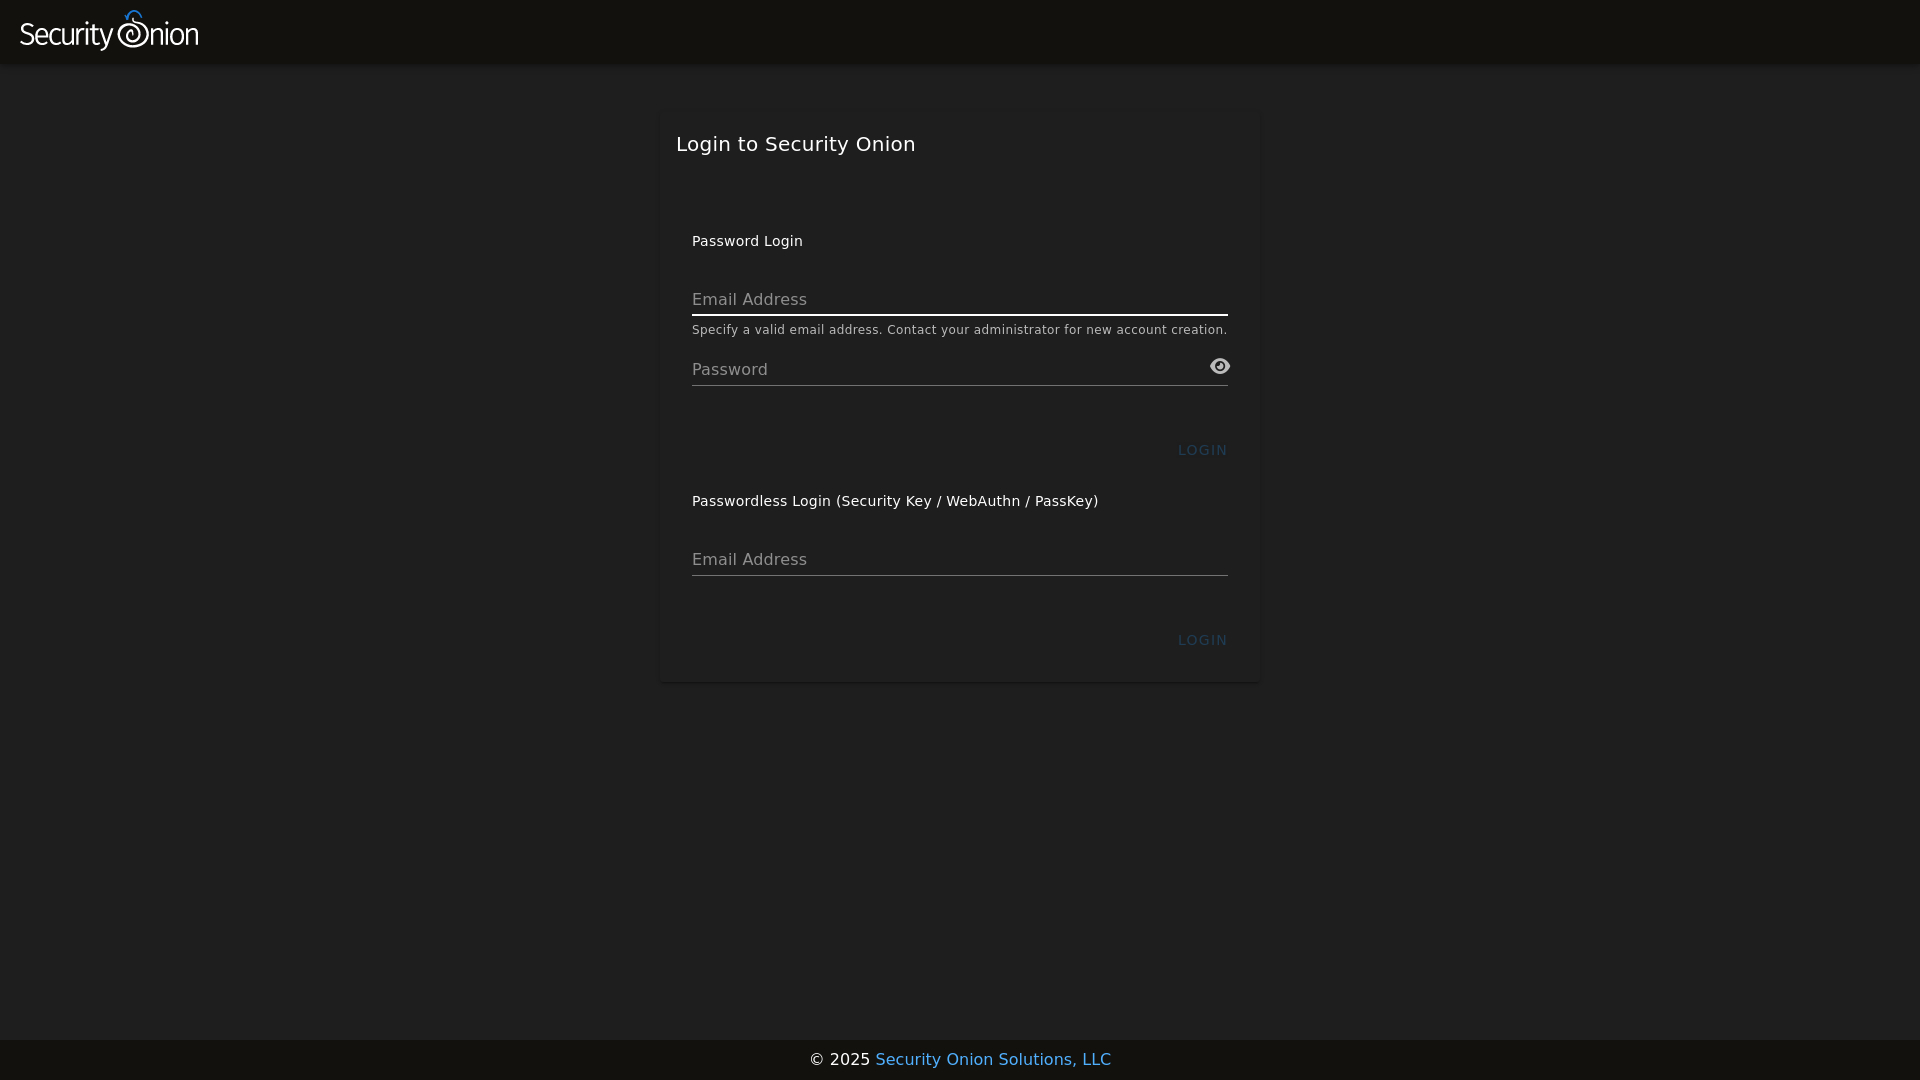 Security Onion
Login to Security Onion
Password Login
Email Address
Specify a valid email address. Contact your administrator for new account creation.
Password
LOGIN
Passwordless Login (Security Key / WebAuthn / PassKey)
Email Address
LOGIN
© 2025 Security Onion Solutions, LLC